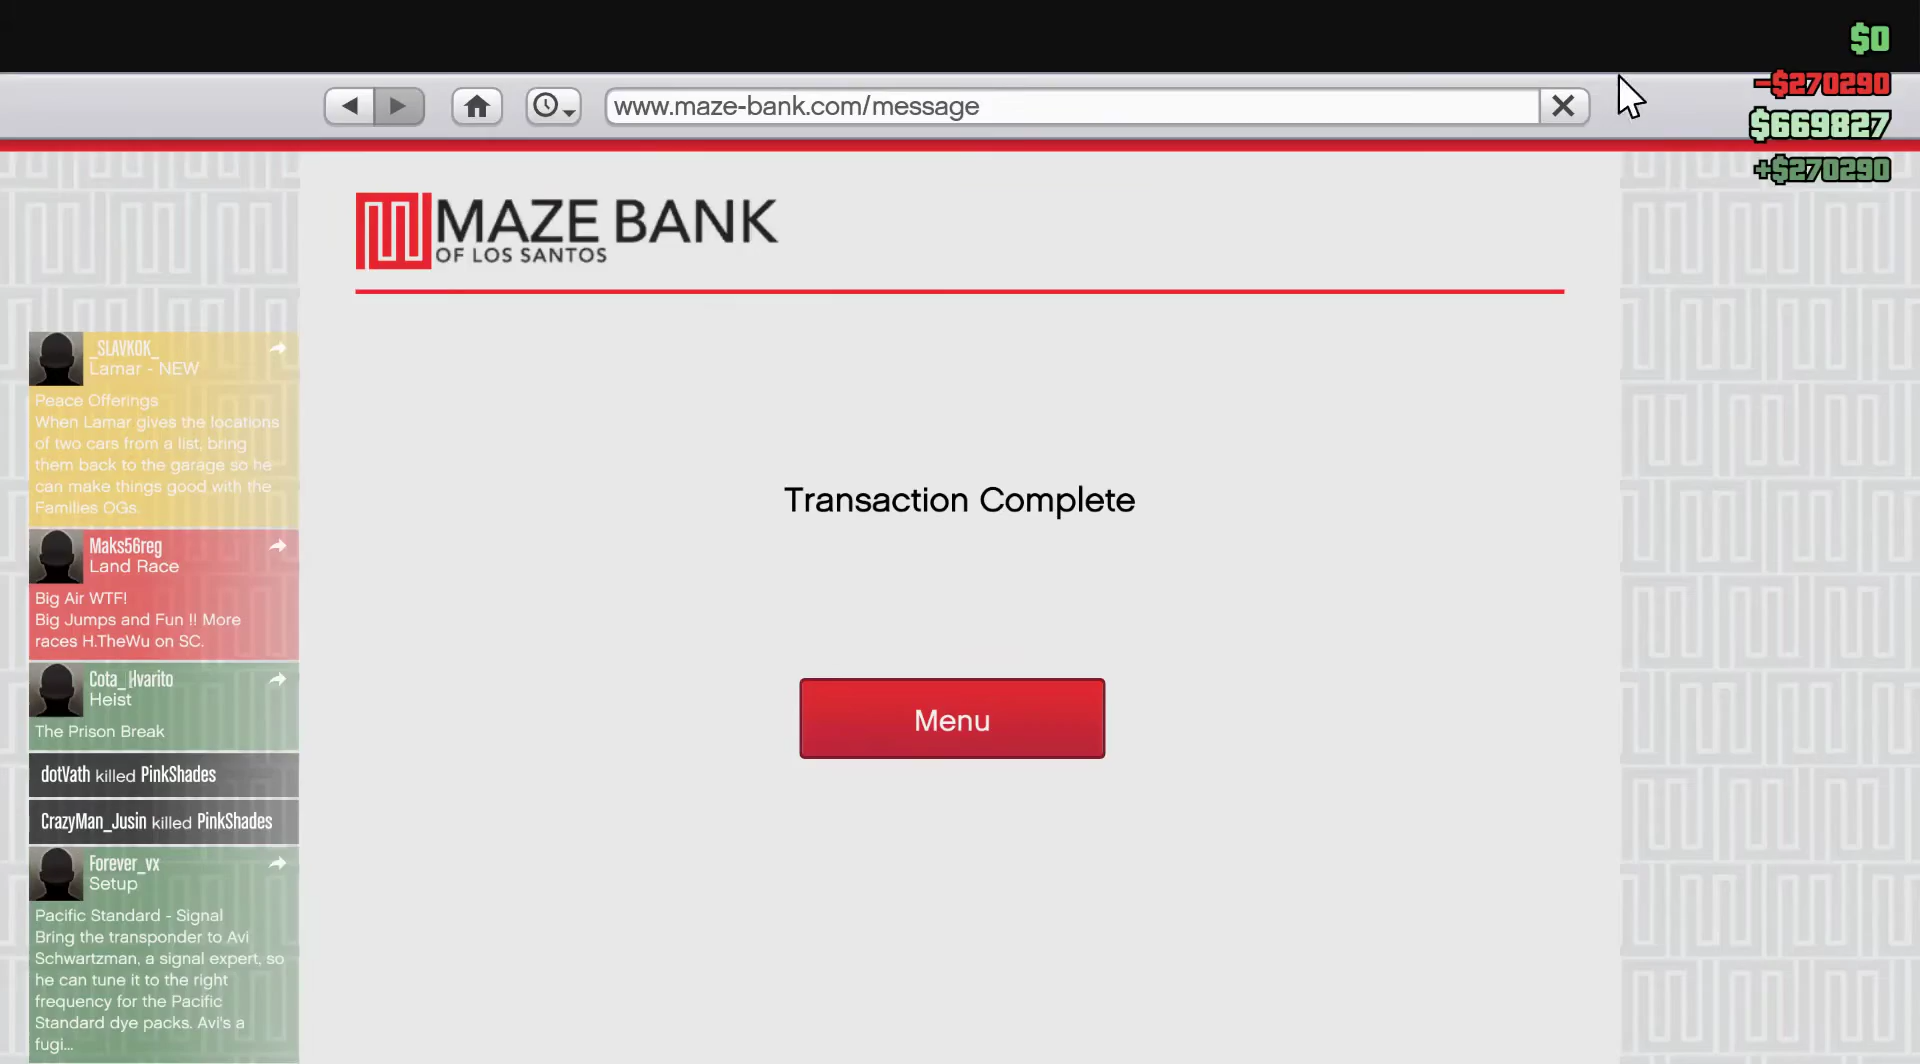 $0
-$270290
www.maze-bank.com/message
$669827
+$270290
MAZE BANK
OF LOS SANTOS
_SLAVKOK_
Lamar - NEW
Peace Offerings
When Lamar gives the locations
of two cars from a list, bring
them back to the garage so he
can make things good with the
Families OGs.
Transaction Complete
Maks56reg
Land Race
Big Air WTF!
Big Jumps and Fun !! More
races H.TheWu on SC.
Heist
The Prison Break
Menu
dotVath killed PinkShades
CrazyMan_Jusin killed PinkShades
Forever_vx
Setup
Pacific Standard - Signal
Bring the transponder to Avi
Schwartzman, a signal expert, so
he can tune it to the right
frequency for the Pacific
Standard dye packs. Avi's a
fugi...